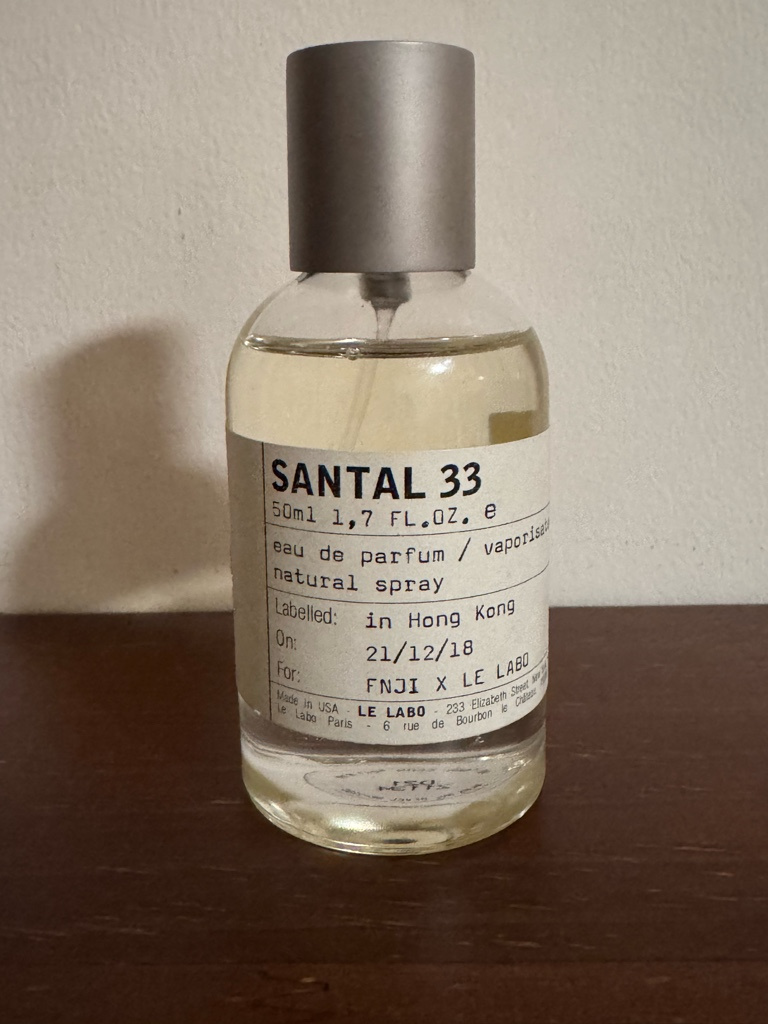 SANTAL 33
50ml 1,7 FL.OZ. e
eau de parfum /
natural spray
Labelled: in Hong Kong
On: 21/12/18
For: FNJI X LE LABO
Made in USA - LE LABO - 233 Elizabeth Street, New
Le Labo Paris - 6 rue de Bourbon le Château